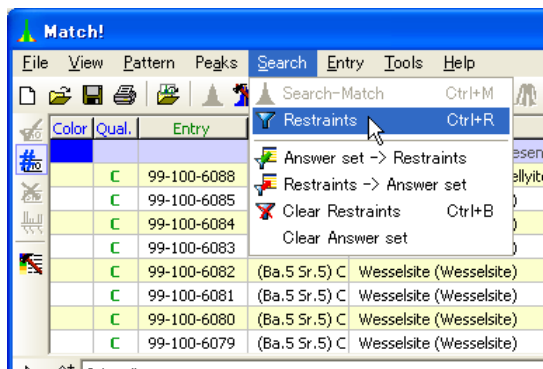 Match!
File View Pattern Peaks Search Entry Tools Help
Search-Match Ctrl+M
Restraints Ctrl+R
Answer set -> Restraints
Restraints -> Answer set
Clear Restraints Ctrl+B
Clear Answer set
Color Qual. Entry
C 99-100-6088
C 99-100-6085
C 99-100-6084
C 99-100-6083
C 99-100-6082 (Ba.5 Sr.5) C Wesselsite (Wesselsite)
C 99-100-6081 (Ba.5 Sr.5) C Wesselsite (Wesselsite)
C 99-100-6080 (Ba.5 Sr.5) C Wesselsite (Wesselsite)
C 99-100-6079 (Ba.5 Sr.5) C Wesselsite (Wesselsite)